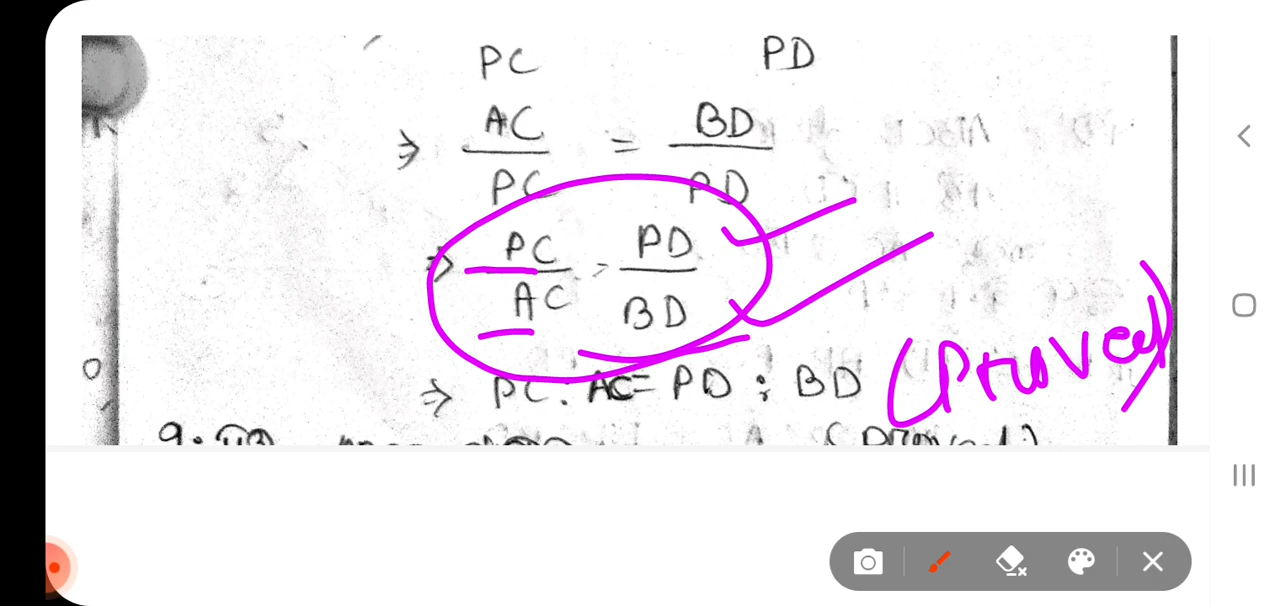 PC PD
⇒ AC/PC = BD/PD
⇒ PC/AC = PD/BD
⇒ PC : AC = PD : BD (Proved)